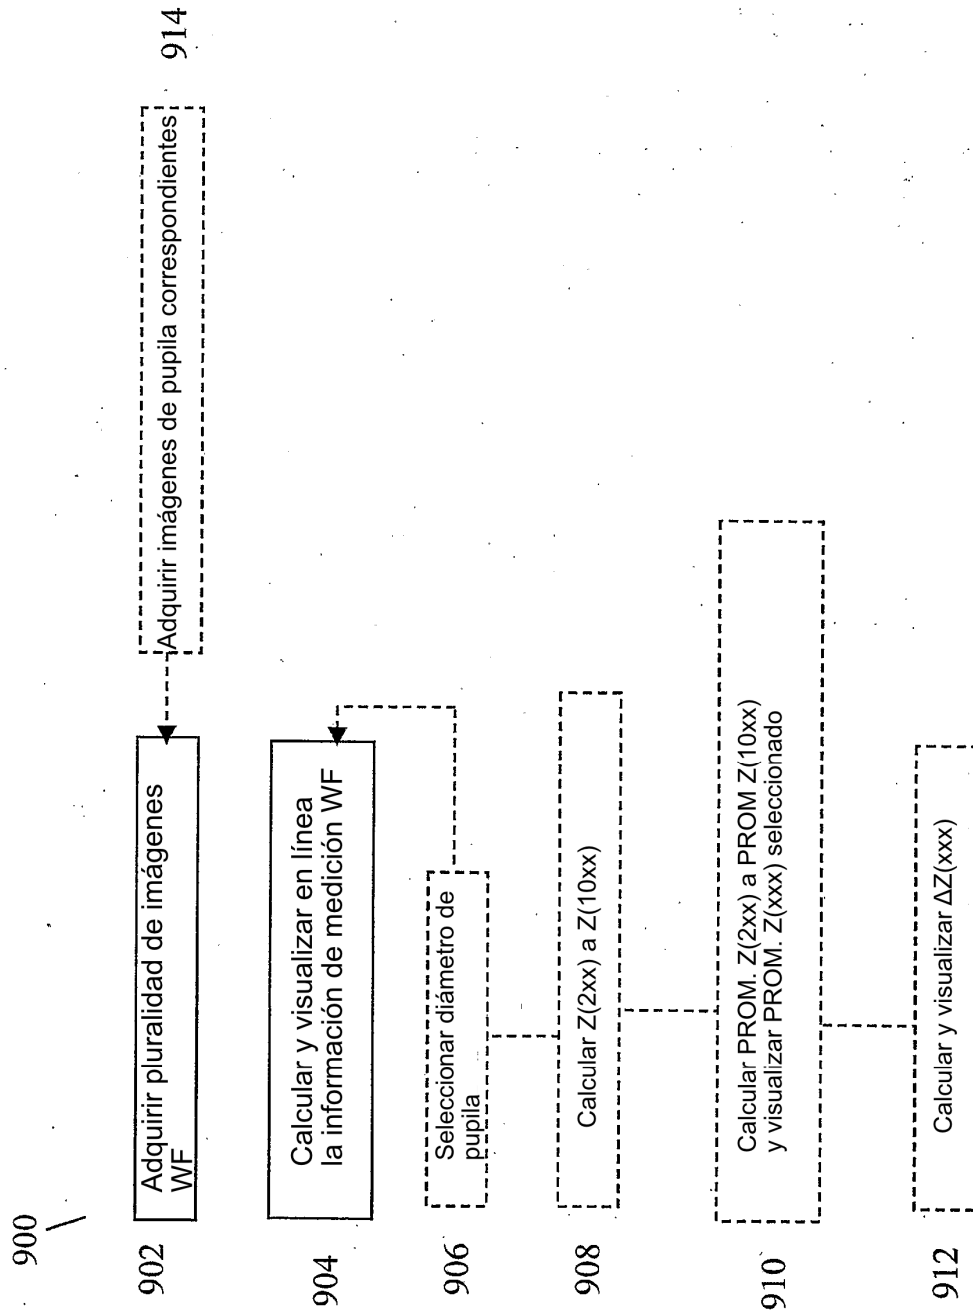 900
902
Adquirir pluralidad de imágenes
WF
Adquirir imágenes de pupila correspondientes
914
904
Calcular y visualizar en línea
la información de medición WF
906
Seleccionar diámetro de
pupila
908
Calcular Z(2xx) a Z(10xx)
910
Calcular PROM. Z(2xx) a PROM Z(10xx)
y visualizar PROM. Z(xxx) seleccionado
912
Calcular y visualizar ΔZ(xxx)